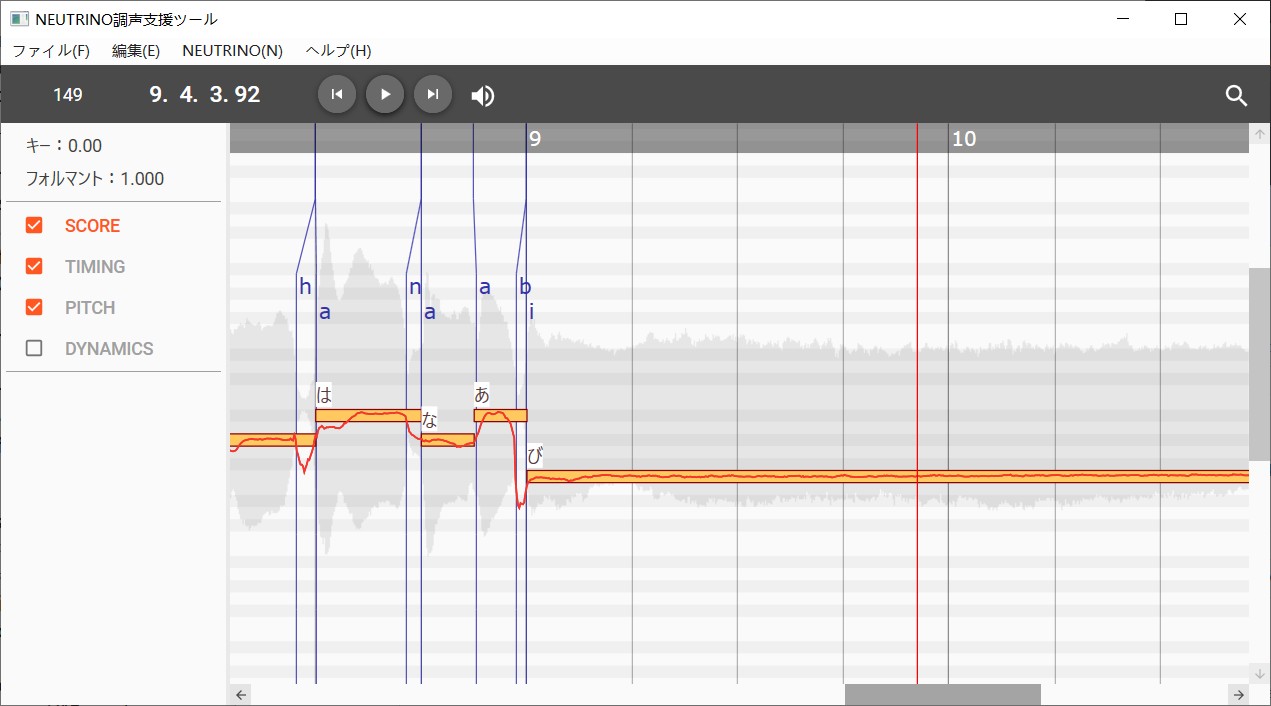 NEUTRINO調声支援ツール
ファイル(F) 編集(E) NEUTRINO(N) ヘルプ(H)
149 9. 4. 3. 92
キー：0.00
フォルマント：1.000
SCORE
TIMING
PITCH
DYNAMICS
9 10
h n a b
a a i
は あ
な
び